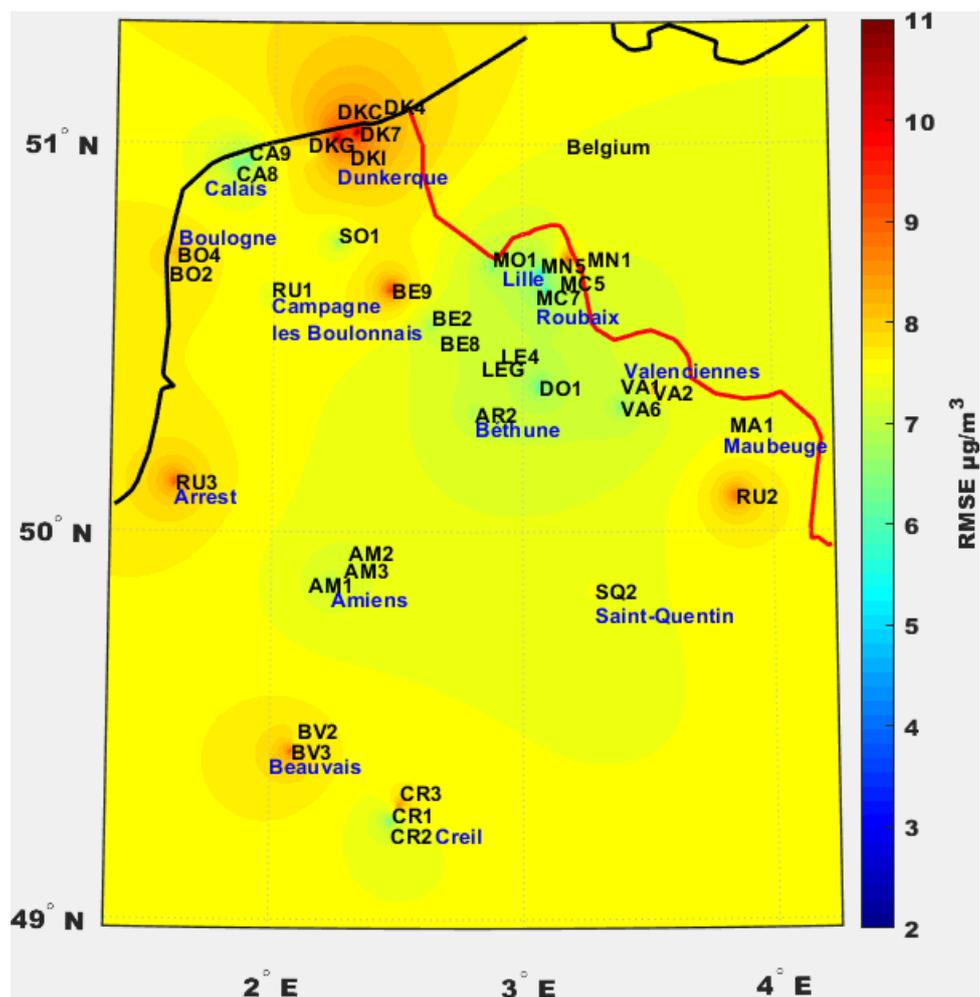 11
10
9
8
7
6
5
4
3
2
RMSE µg/m³
51° N
50° N
49° N
2° E
3° E
4° E
DKC
DK4
DKG
DK7
DKI
Dunkerque
CA9
CA8
Calais
Belgium
Boulogne
BO4
BO2
SO1
RU1
Campagne
les Boulonnais
BE9
BE2
BE8
MO1
Lille
MN5
MN1
MC5
MC7
Roubaix
LE4
LEG
DO1
AR2
Béthune
Valenciennes
VA1
VA2
VA6
MA1
Maubeuge
RU3
Arrest
RU2
AM2
AM3
AM1
Amiens
SQ2
Saint-Quentin
BV2
BV3
Beauvais
CR3
CR1
CR2 Creil